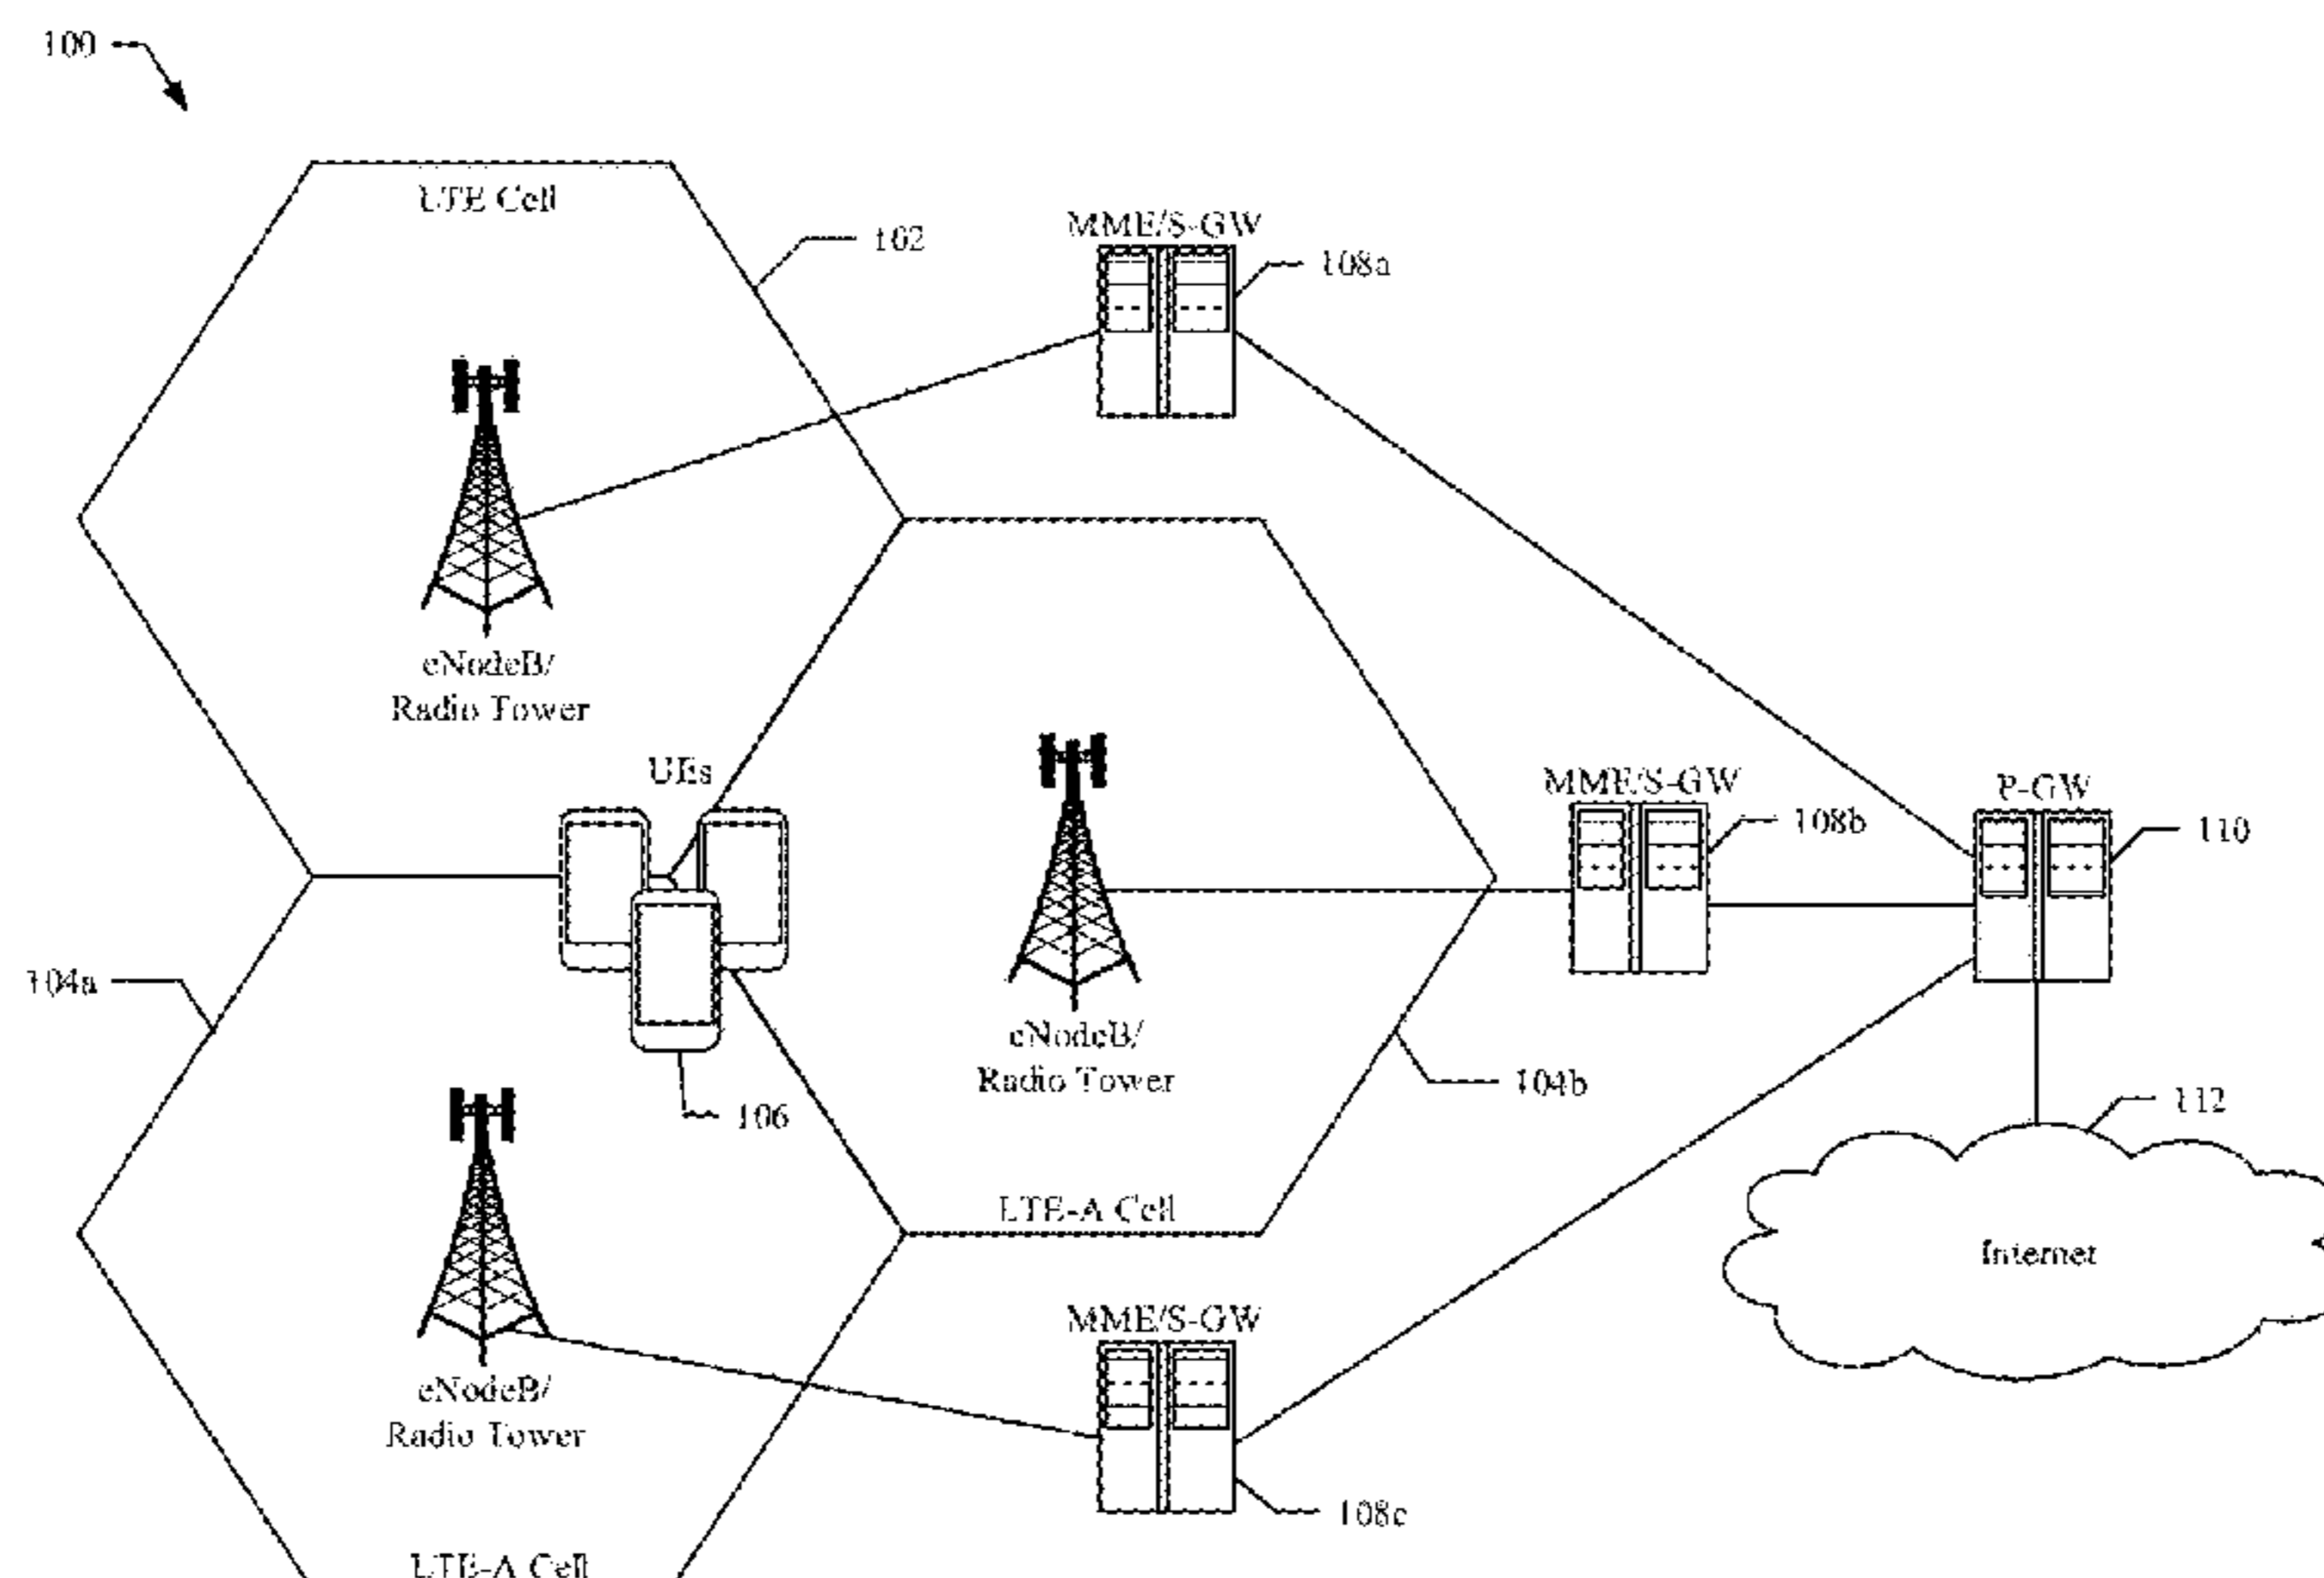 100
LTE Cell
102
MME/S-GW
108a
eNodeB/
Radio Tower
UEs
MME/S-GW
108b
P-GW
110
104a
eNodeB/
Radio Tower
104b
106
112
LTE-A Cell
Internet
MME/S-GW
eNodeB/
Radio Tower
108c
LTE-A Cell